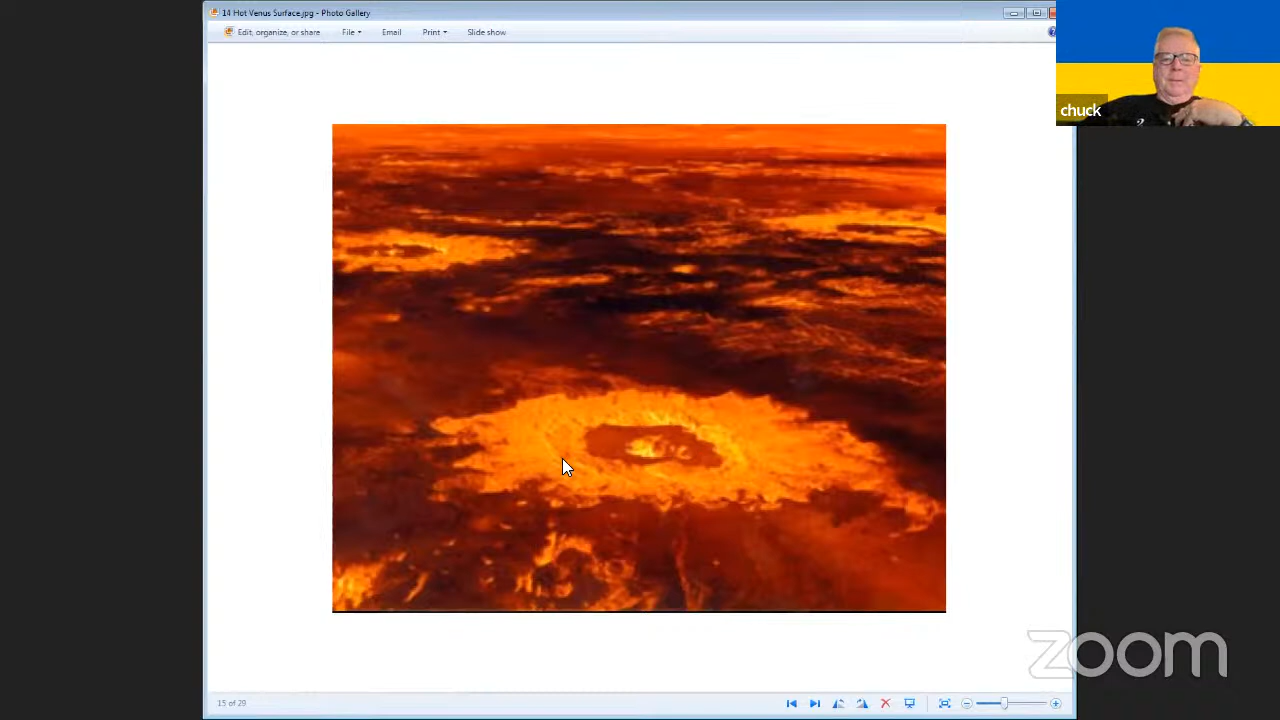 14 Hot Venus Surface.jpg - Photo Gallery
Edit, organize, or share File Email Print Slide show
chuck
zoom
15 of 29